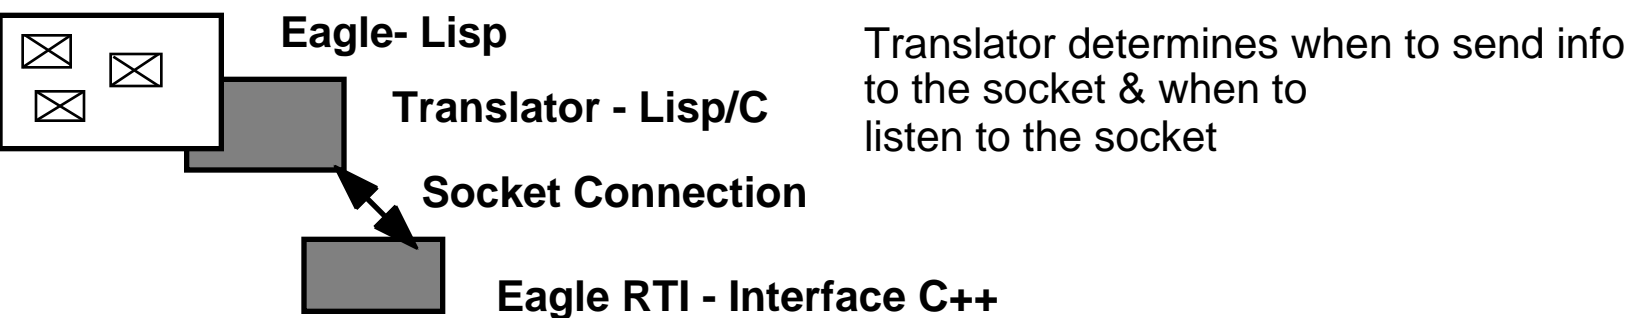 Eagle- Lisp
Translator - Lisp/C
Socket Connection
Eagle RTI - Interface C++
Translator determines when to send info
to the socket & when to
listen to the socket